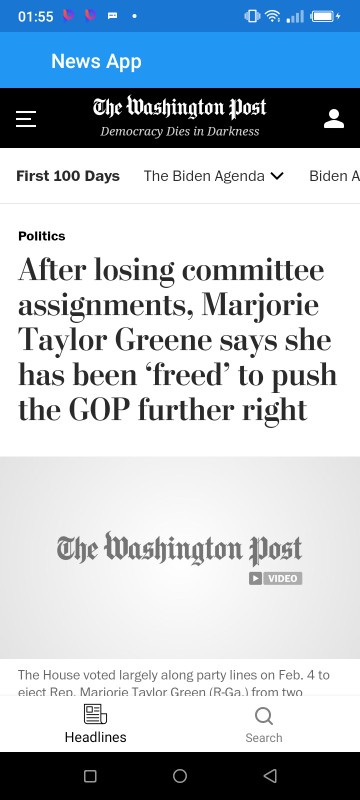 01:55
News App
The Washington Post
Democracy Dies in Darkness
First 100 Days The Biden Agenda Biden A
Politics
After losing committee
assignments, Marjorie
Taylor Greene says she
has been ‘freed’ to push
the GOP further right
The Washington Post
VIDEO
The House voted largely along party lines on Feb. 4 to
eject Rep. Marjorie Taylor Green (R-Ga.) from two
Headlines
Search